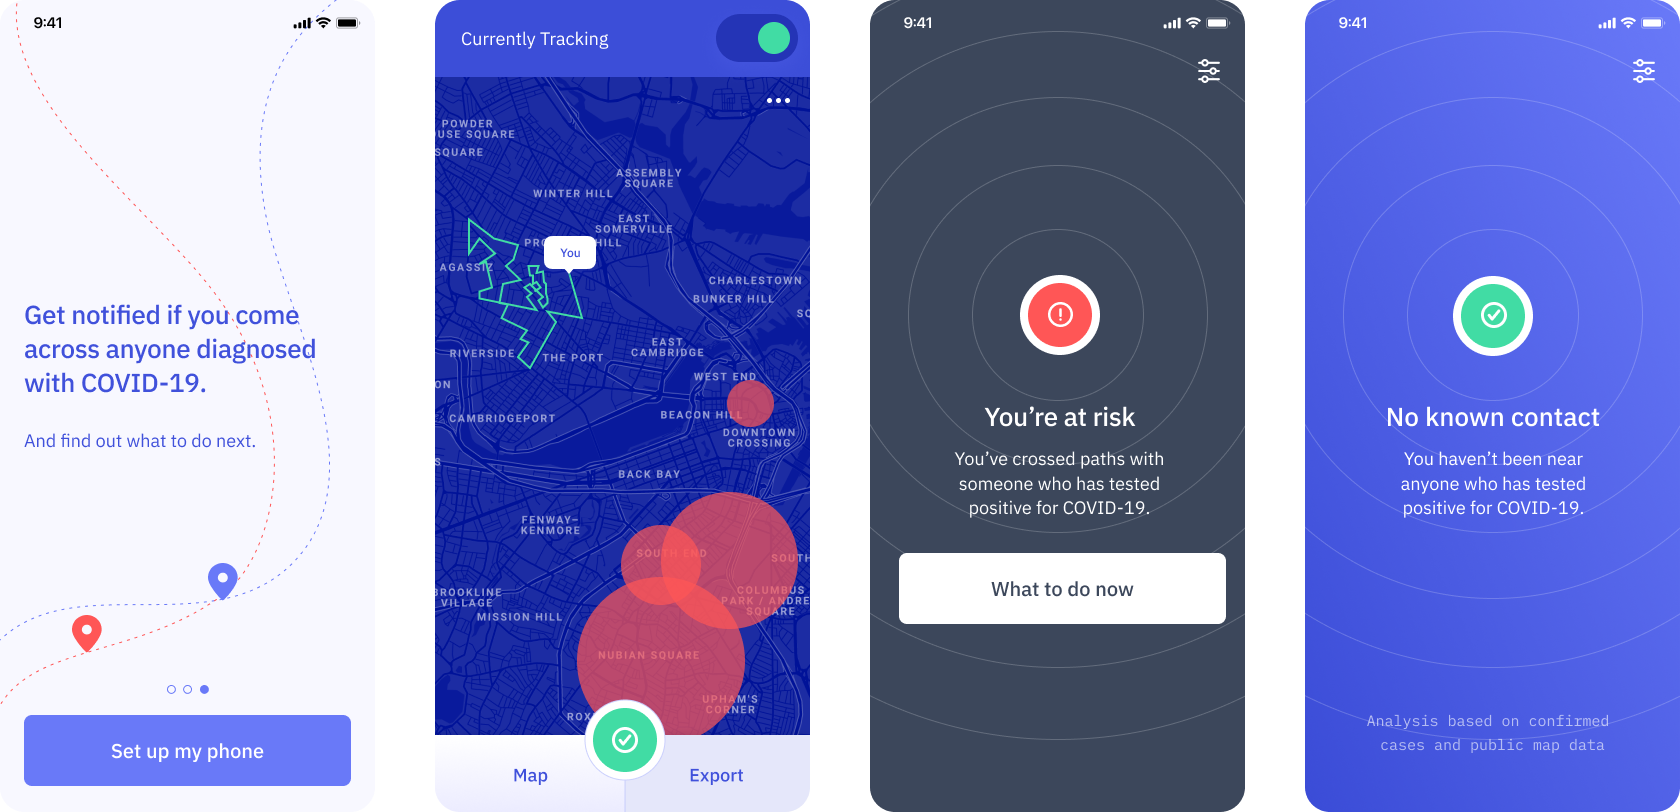 9:41
Get notified if you come
across anyone diagnosed
with COVID-19.
And find out what to do next.
Set up my phone
Currently Tracking
POWDER
USE SQUARE
SQUARE
ASSEMBLY
SQUARE
WINTER HILL
EAST
SOMERVILLE
HILL
You
AGASSIZ
CHARLESTOWN
BUNKER HILL
EAST
CAMBRIDGE
RIVERSIDE
THE PORT
WEST END
ON
CAMBRIDGEPORT
BEACON HILL
DOWNTOWN
CROSSING
S
BACK BAY
FENWAY–
KENMORE
SOUTH END
SOUTH
BROOKLINE
VILLAGE
COLUMBUS
PARK / ANDRE
SQUARE
MISSION HILL
NUBIAN SQUARE
UPHAM'S
CORNER
ROX
Map
Export
9:41
You’re at risk
You’ve crossed paths with
someone who has tested
positive for COVID-19.
What to do now
9:41
No known contact
You haven’t been near
anyone who has tested
positive for COVID-19.
Analysis based on confirmed
cases and public map data